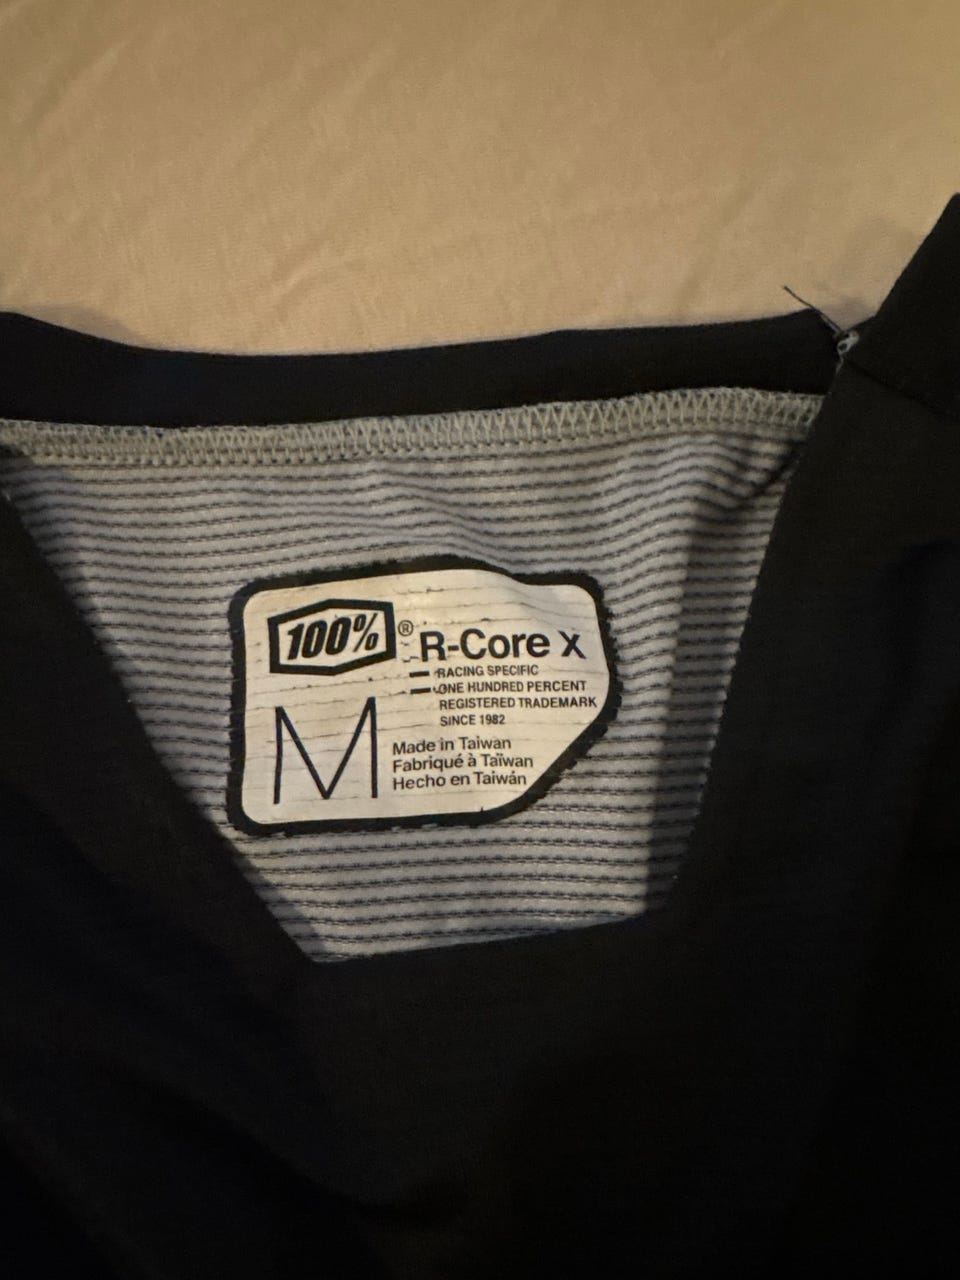 100%® R-Core X
RACING SPECIFIC
ONE HUNDRED PERCENT
REGISTERED TRADEMARK
SINCE 1982
M
Made in Taiwan
Fabriqué à Taïwan
Hecho en Taiwán